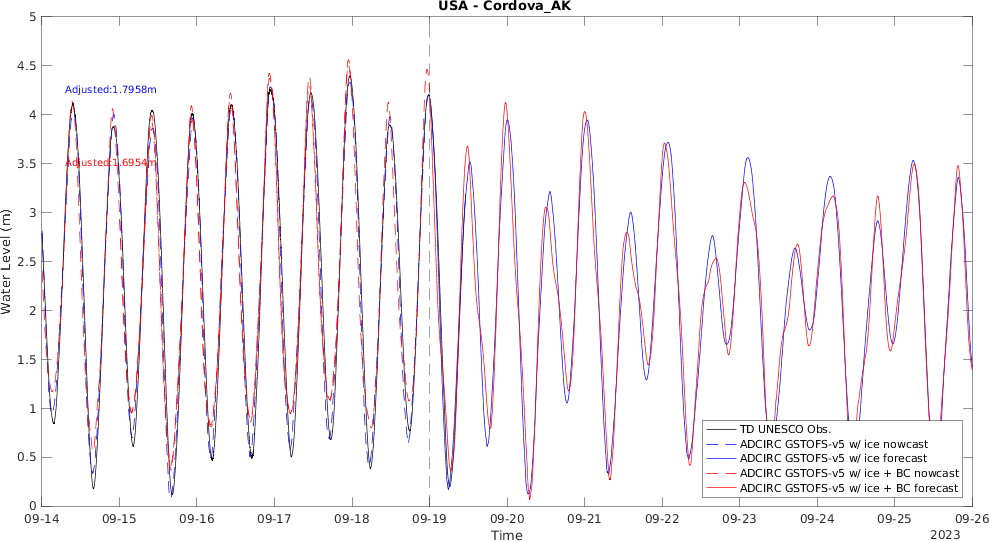 USA - Cordova_AK
5
4.5
4
3.5
3
2.5
2
1.5
1
0.5
0
Water Level (m)
Adjusted:1.7958m
Adjusted:1.6954m
TD UNESCO Obs.
ADCIRC GSTOFS-v5 w/ ice nowcast
ADCIRC GSTOFS-v5 w/ ice forecast
ADCIRC GSTOFS-v5 w/ ice + BC nowcast
ADCIRC GSTOFS-v5 w/ ice + BC forecast
09-14 09-15 09-16 09-17 09-18 09-19 09-20 09-21 09-22 09-23 09-24 09-25 09-26
Time
2023